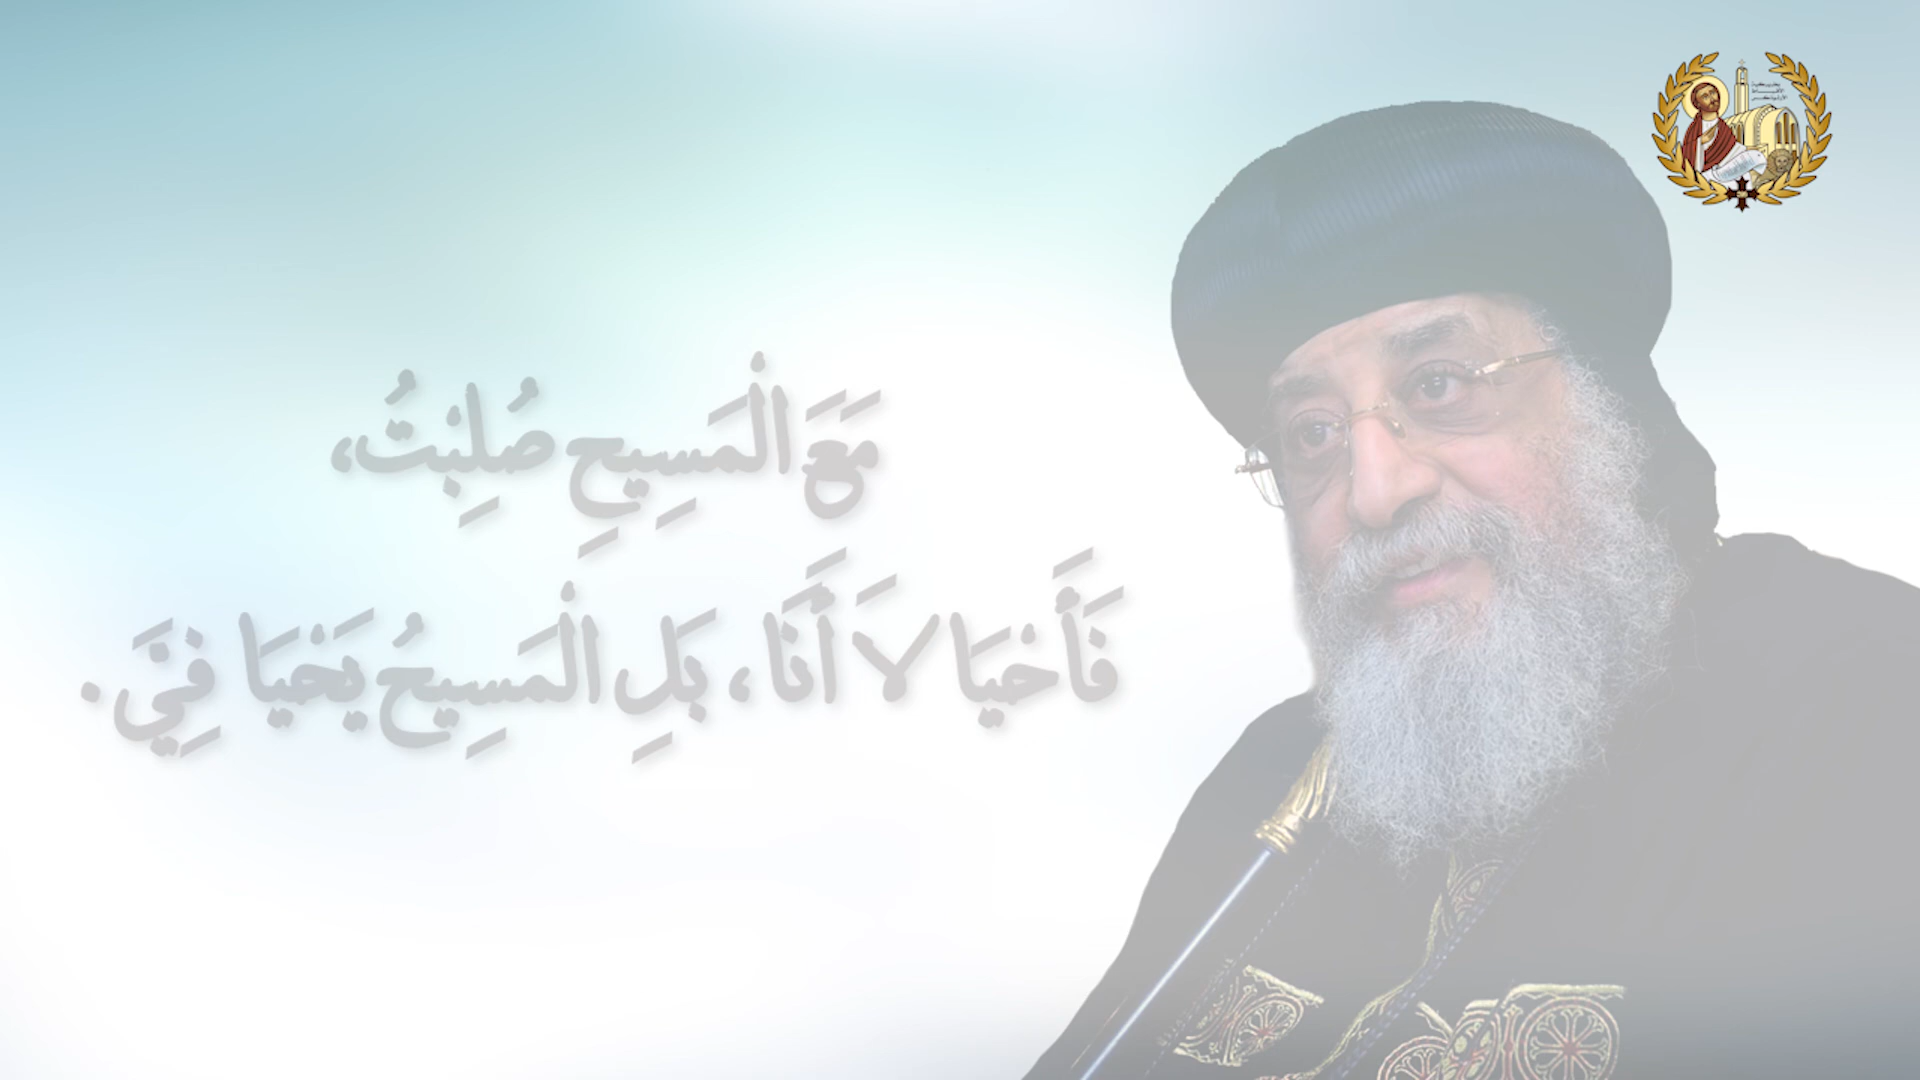 مَعَ الْمَسِيحِ صُلِبْتُ،
فَأَحْيَا لاَ أَنَا، بَلِ الْمَسِيحُ يَحْيَا فِيَّ.